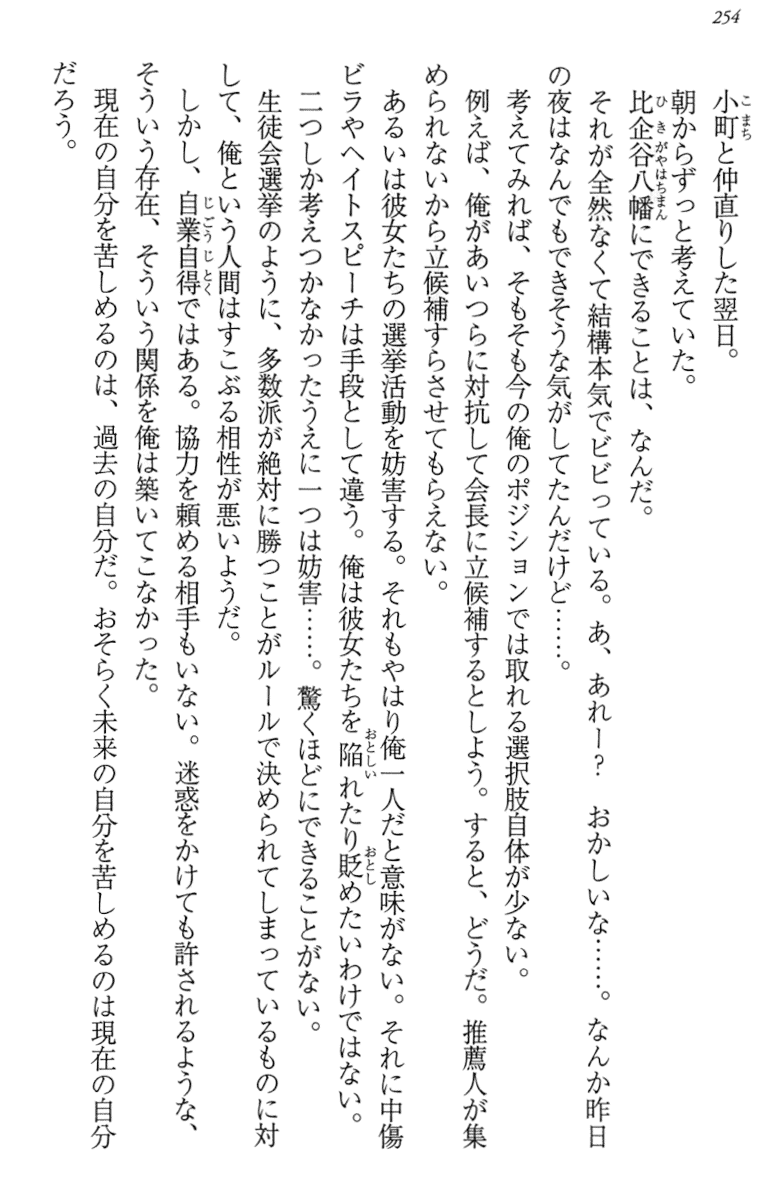 254
小町と仲直りした翌日。
朝からずっと考えていた。
比企谷八幡にできることは、なんだ。
それが全然なくて結構本気でビビっている。あ、あれー？　おかしいな……。なんか昨日
の夜はなんでもできそうな気がしてたんだけど……。
考えてみれば、そもそも今の俺のポジションでは取れる選択肢自体が少ない。
例えば、俺があいつらに対抗して会長に立候補するとしよう。すると、どうだ。推薦人が集
められないから立候補すらさせてもらえない。
あるいは彼女たちの選挙活動を妨害する。それもやはり俺一人だと意味がない。それに中傷
ビラやヘイトスピーチは手段として違う。俺は彼女たちを陥れたり貶めたいわけではない。
二つしか考えつかなかったうえに一つは妨害……。驚くほどにできることがない。
生徒会選挙のように、多数派が絶対に勝つことがルールで決められてしまっているものに対
して、俺という人間はすこぶる相性が悪いようだ。
しかし、自業自得ではある。協力を頼める相手もいない。迷惑をかけても許されるような、
そういう存在、そういう関係を俺は築いてこなかった。
現在の自分を苦しめるのは、過去の自分だ。おそらく未来の自分を苦しめるのは現在の自分
だろう。